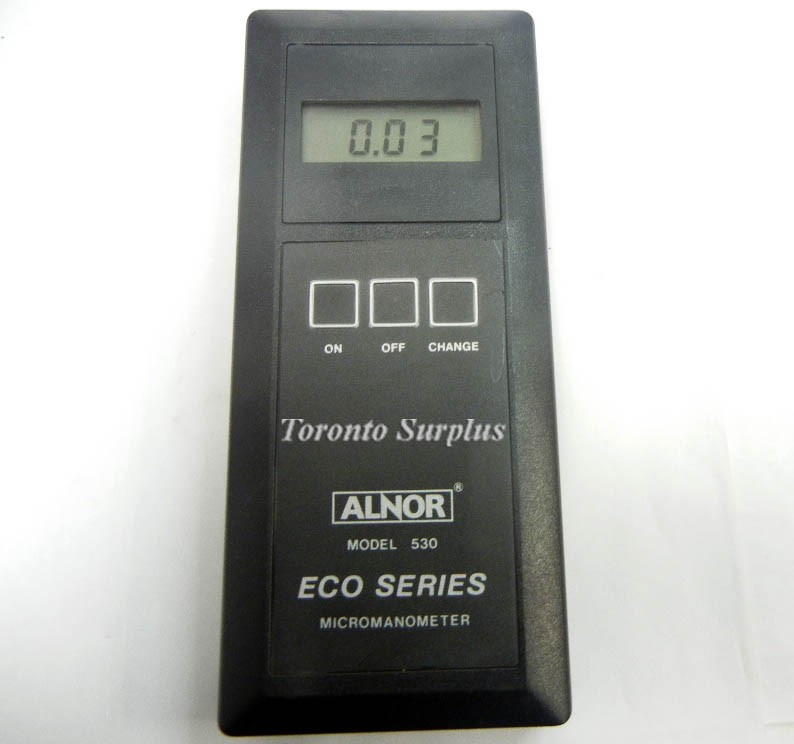 0.03
ON OFF CHANGE
Toronto Surplus
ALNOR®
MODEL 530
ECO SERIES
MICROMANOMETER